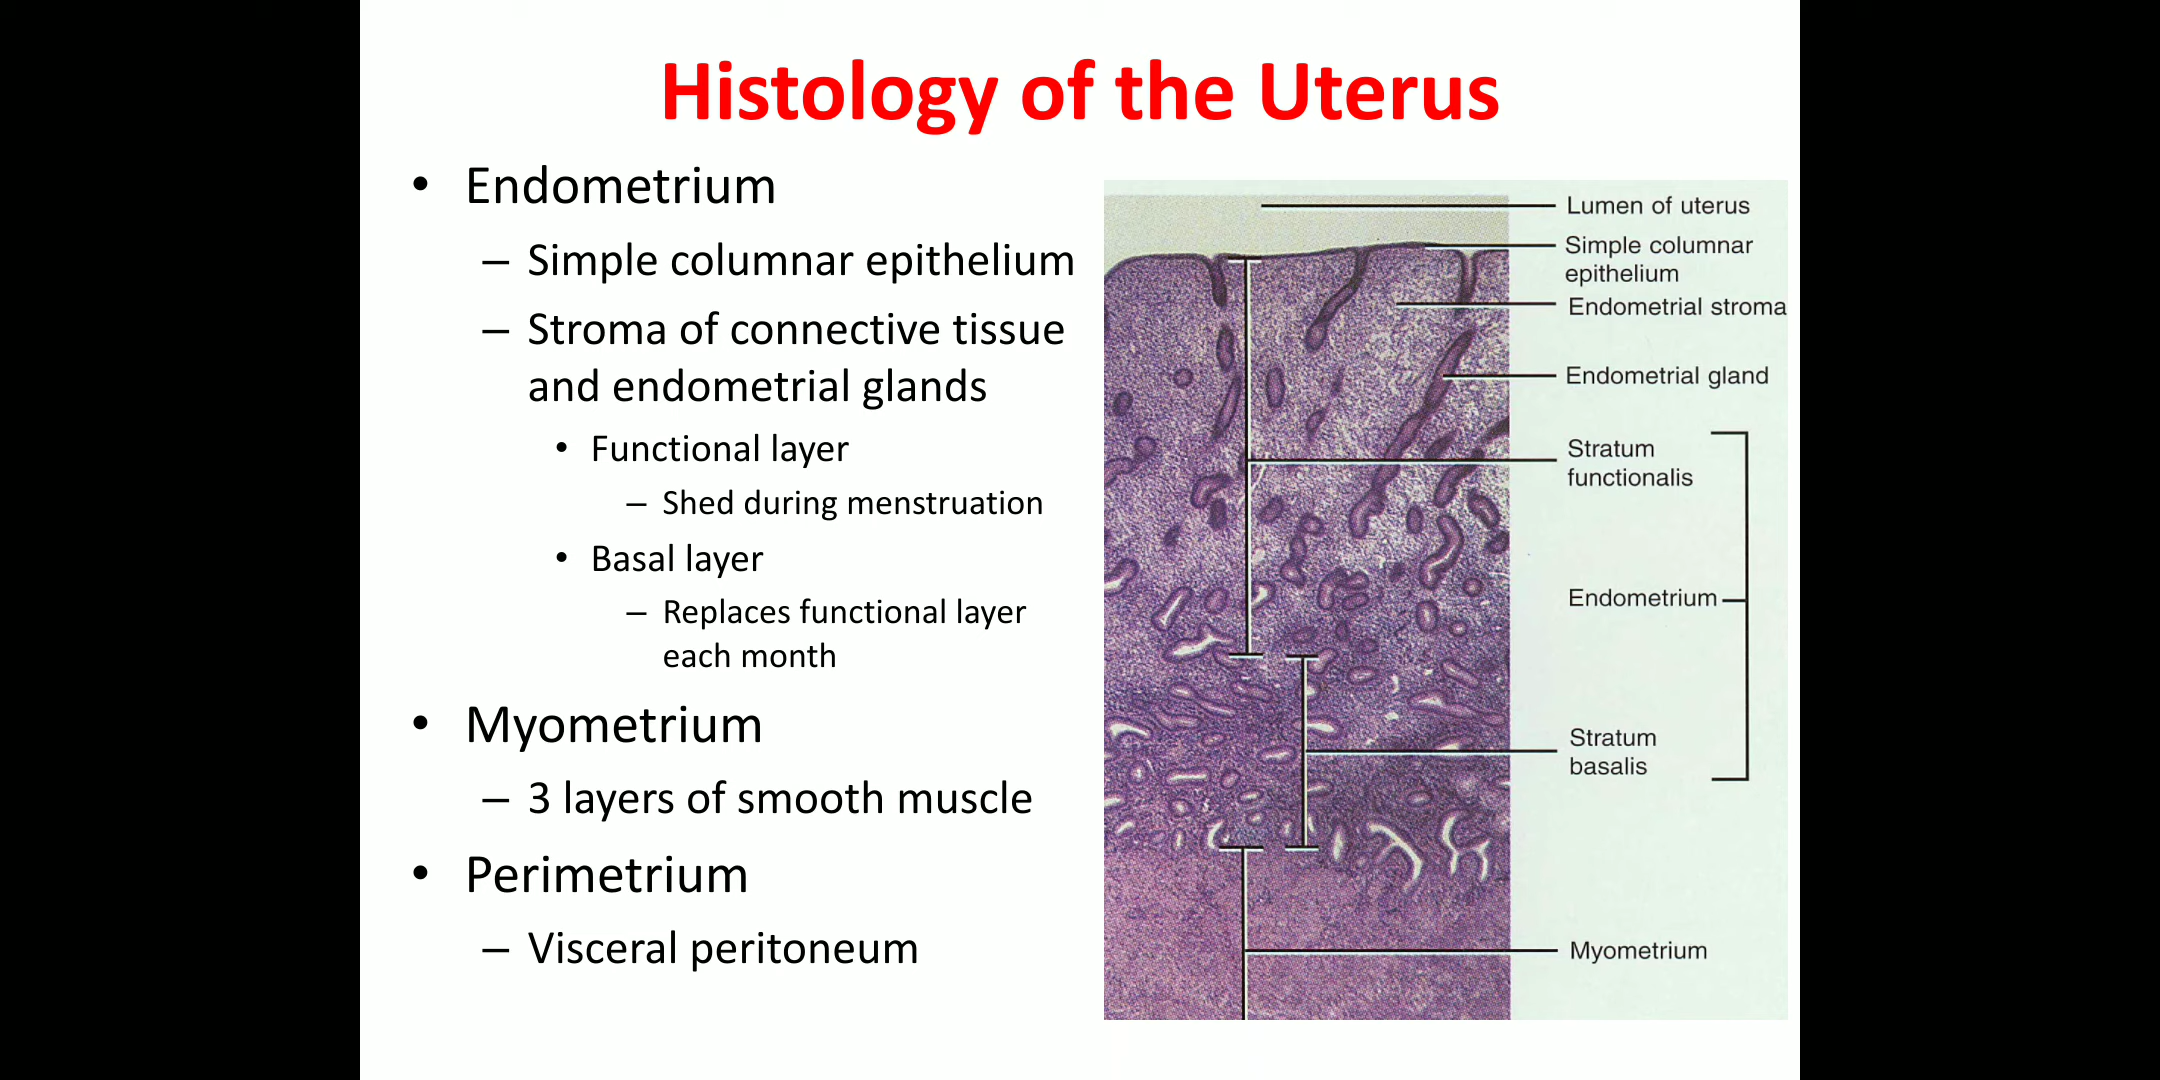 Histology of the Uterus
• Endometrium
– Simple columnar epithelium
– Stroma of connective tissue
and endometrial glands
• Functional layer
– Shed during menstruation
• Basal layer
– Replaces functional layer
each month
• Myometrium
– 3 layers of smooth muscle
• Perimetrium
– Visceral peritoneum
Lumen of uterus
Simple columnar
epithelium
Endometrial stroma
Endometrial gland
Stratum
functionalis
Endometrium
Stratum
basalis
Myometrium